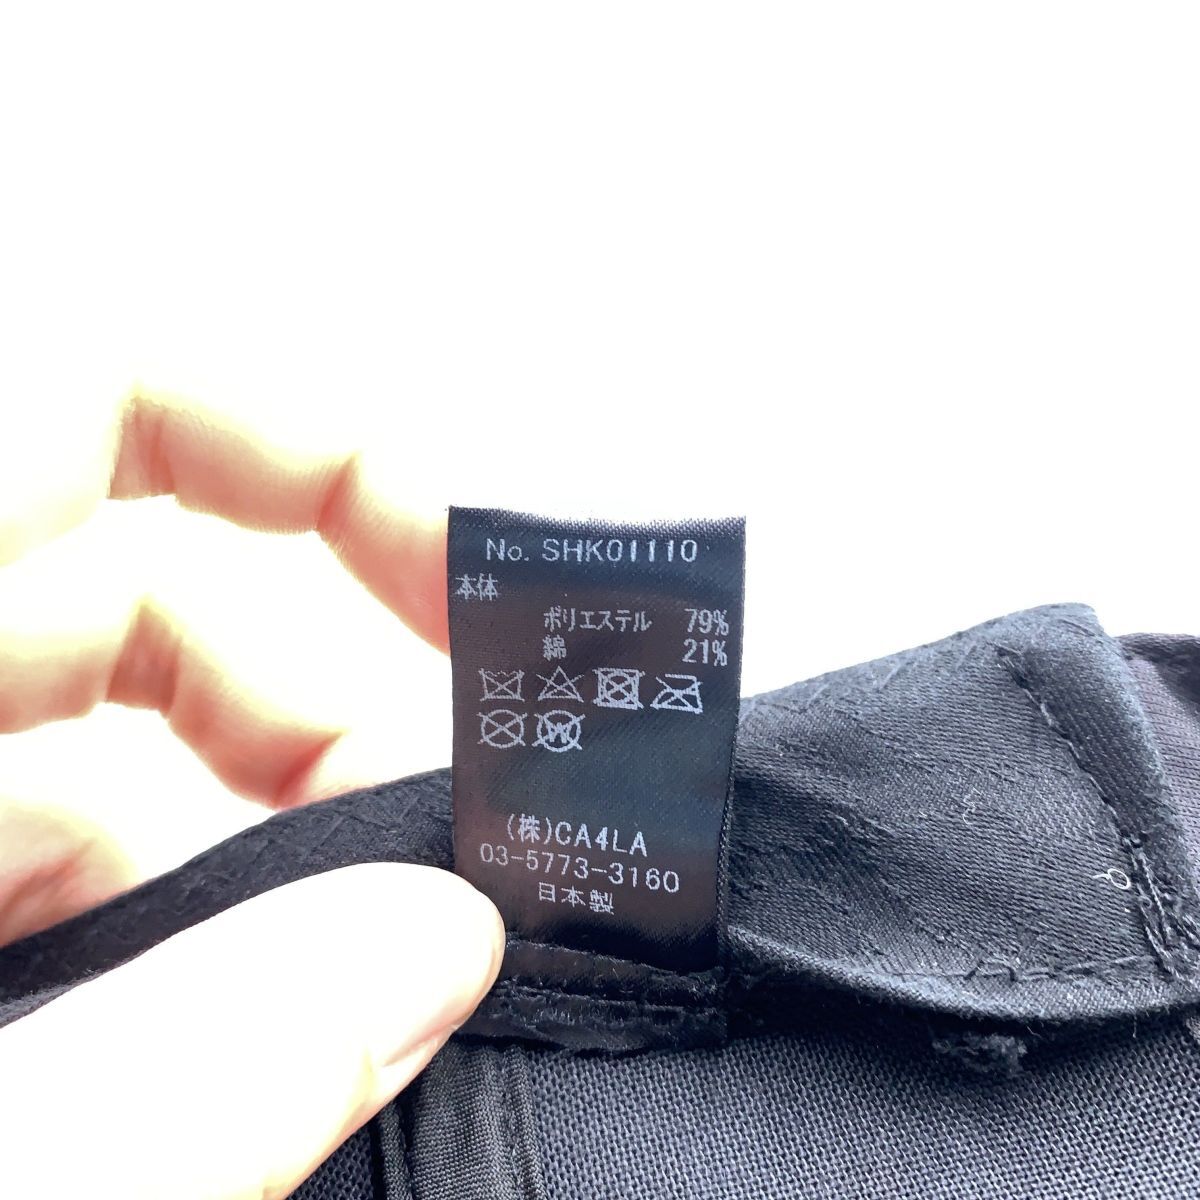 No. SHK01110
本体
ポリエステル 79%
綿 21%
W
(株)CA4LA
03-5773-3160
日本製